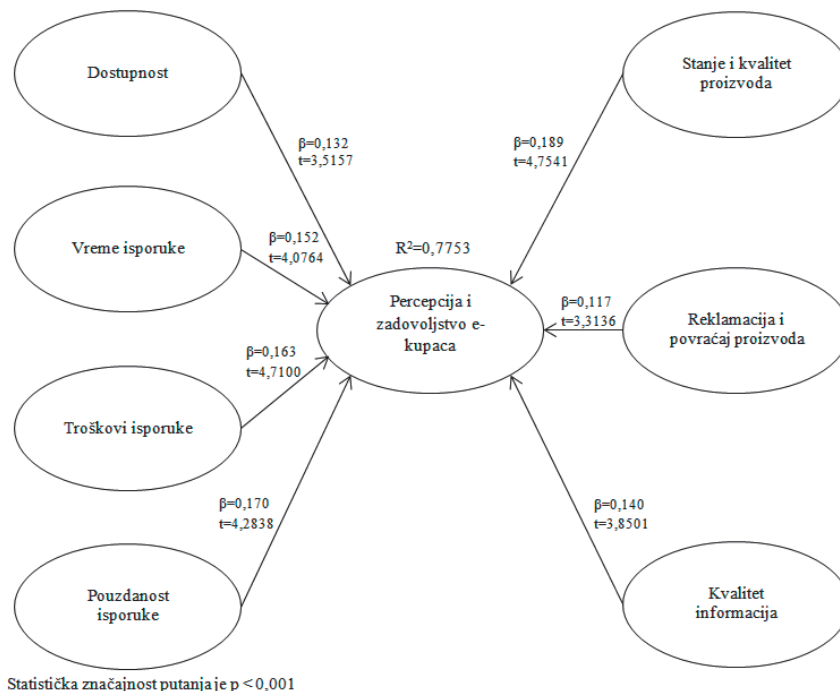 Dostupnost
Stanje i kvalitet
proizvoda
β=0,132
t=3,5157
β=0,189
t=4,7541
Vreme isporuke
β=0,152
t=4,0764
R²=0,7753
Percepcija i
zadovoljstvo e-
kupaca
β=0,117
t=3,3136
Reklamacija i
povraćaj proizvoda
β=0,163
t=4,7100
Troškovi isporuke
β=0,170
t=4,2838
β=0,140
t=3,8501
Pouzdanost
isporuke
Kvalitet
informacija
Statistička značajnost putanja je p < 0,001